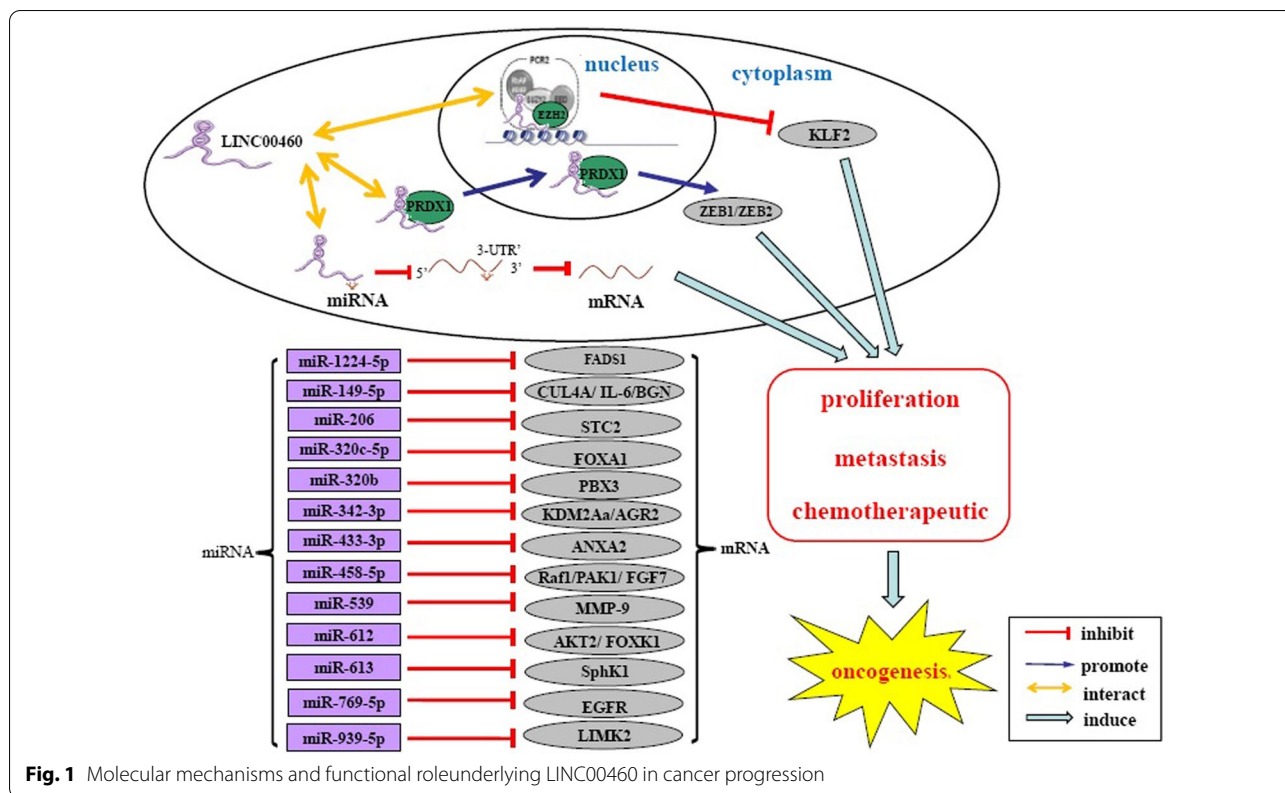 PCR2
nucleus
cytoplasm
EZH2
LINC00460
KLF2
PRDX1
PRDX1
ZEB1/ZEB2
3-UTR'
5'
3'
miRNA
mRNA
miRNA
miR-1224-5p
FADS1
miR-149-5p
CUL4A/ IL-6/BGN
miR-206
STC2
miR-320c-5p
FOXA1
miR-320b
PBX3
miR-342-3p
KDM2Aa/AGR2
miR-433-3p
ANXA2
miR-458-5p
Raf1/PAK1/ FGF7
miR-539
MMP-9
miR-612
AKT2/ FOXK1
miR-613
SphK1
miR-769-5p
EGFR
miR-939-5p
LIMK2
mRNA
proliferation
metastasis
chemotherapeutic
oncogenesis.
inhibit
promote
interact
induce
Fig. 1 Molecular mechanisms and functional roleunderlying LINC00460 in cancer progression